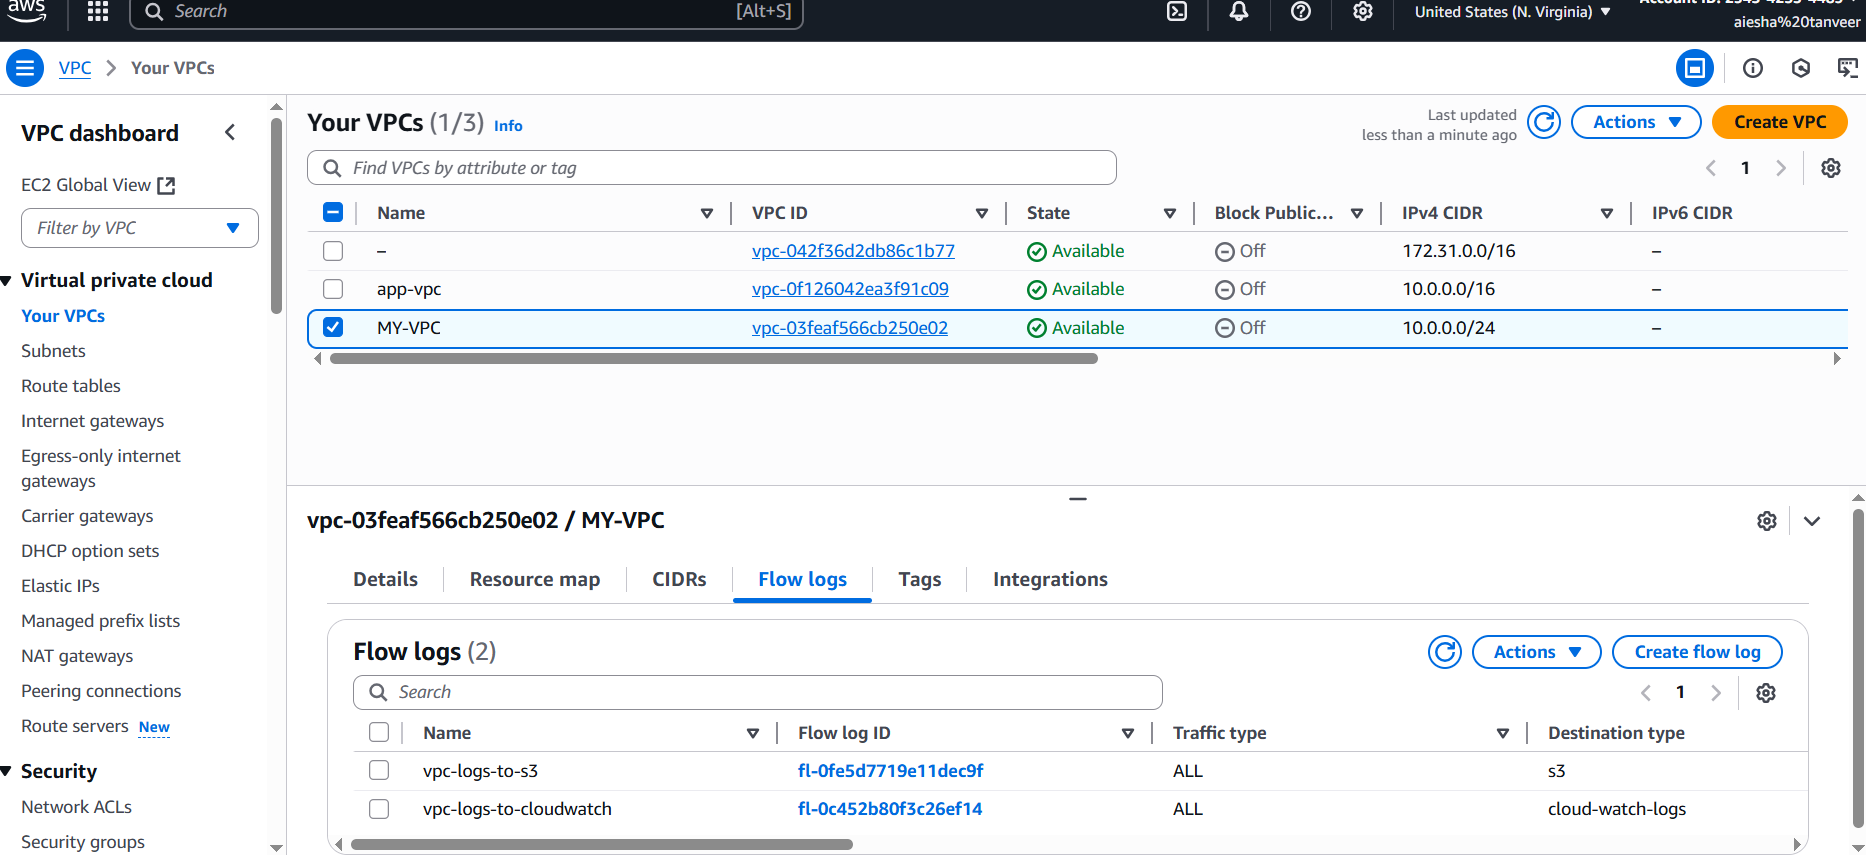 aws
Search
[Alt+S]
United States (N. Virginia)
aiesha%20tanveer
VPC
Your VPCs
VPC dashboard
EC2 Global View
Filter by VPC
Virtual private cloud
Your VPCs
Subnets
Route tables
Internet gateways
Egress-only internet
gateways
Carrier gateways
DHCP option sets
Elastic IPs
Managed prefix lists
NAT gateways
Peering connections
Route servers New
Security
Network ACLs
Security groups
Your VPCs (1/3) Info
Last updated
less than a minute ago
Actions
Create VPC
Find VPCs by attribute or tag
1
Name VPC ID State Block Public... IPv4 CIDR IPv6 CIDR
– vpc-042f36d2db86c1b77 Available Off 172.31.0.0/16 –
app-vpc vpc-0f126042ea3f91c09 Available Off 10.0.0.0/16 –
MY-VPC vpc-03feaf566cb250e02 Available Off 10.0.0.0/24 –
vpc-03feaf566cb250e02 / MY-VPC
Details Resource map CIDRs Flow logs Tags Integrations
Flow logs (2)
Actions
Create flow log
Search
1
Name Flow log ID Traffic type Destination type
vpc-logs-to-s3 fl-0fe5d7719e11dec9f ALL s3
vpc-logs-to-cloudwatch fl-0c452b80f3c26ef14 ALL cloud-watch-logs